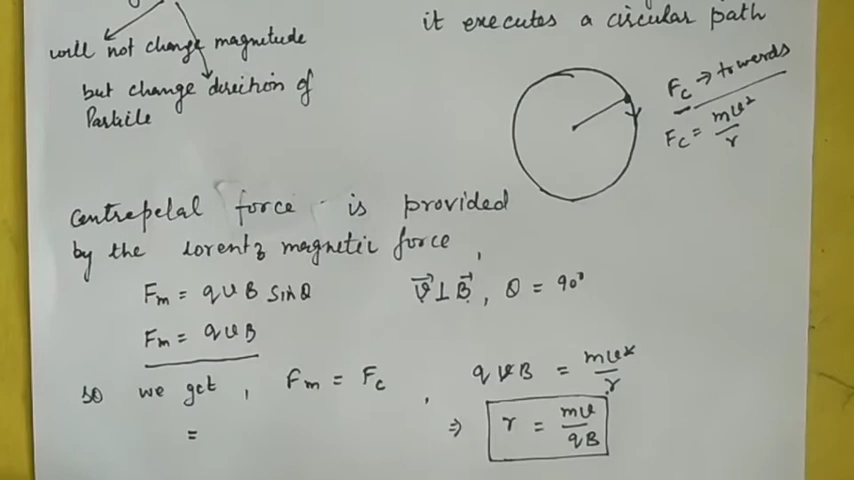 it executes a circular path
will not change magnitude
but change direction of
Particle
Fc → towards
Fc = mv²/r
Centrepetal force is provided
by the Lorentz magnetic force,
Fm = qvB sinθ
v⃗ ⊥ B⃗, θ = 90°
Fm = qvB
so we get, Fm = Fc, qvB = mv²/r
=
⇒ r = mv/qB